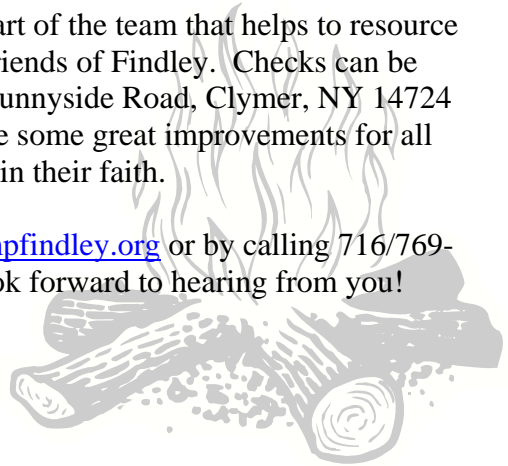 art of the team that helps to resource
riends of Findley.  Checks can be
unnyside Road, Clymer, NY 14724
e some great improvements for all
in their faith.
npfindley.org or by calling 716/769-
ok forward to hearing from you!